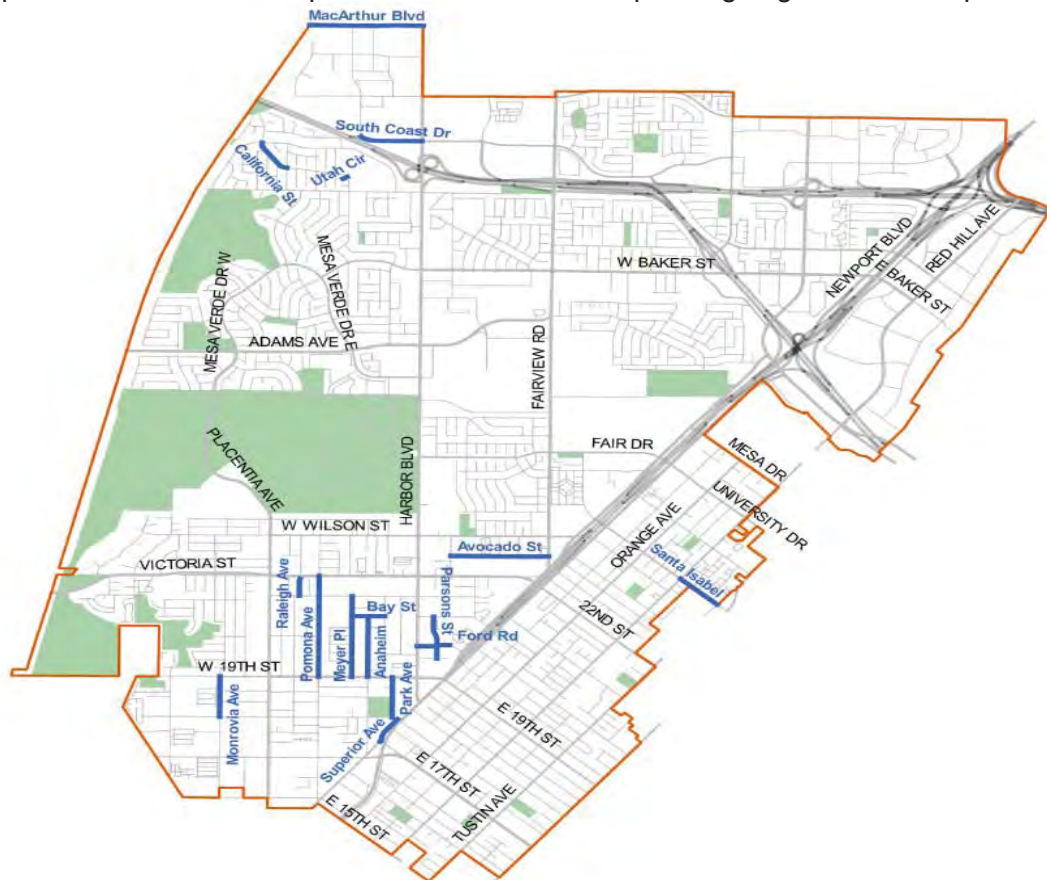 MacArthur Blvd
South Coast Dr
California St
Utah Cir
MESA VERDE DR W
MESA VERDE DR E
W BAKER ST
NEWPORT BLVD
RED HILL AVE
E BAKER ST
ADAMS AVE
HARBOR BLVD
FAIRVIEW RD
PLACENTIA AVE
FAIR DR
MESA DR
UNIVERSITY DR
ORANGE AVE
W WILSON ST
Avocado St
VICTORIA ST
Santa Isabel
Raleigh Ave
Pomona Ave
Meyer Pl
Bay St
Anaheim
Parsons St
Ford Rd
22ND ST
W 19TH ST
Park Ave
Monrovia Ave
Superior Ave
E 19TH ST
E 17TH ST
E 15TH ST
TUSTIN AVE